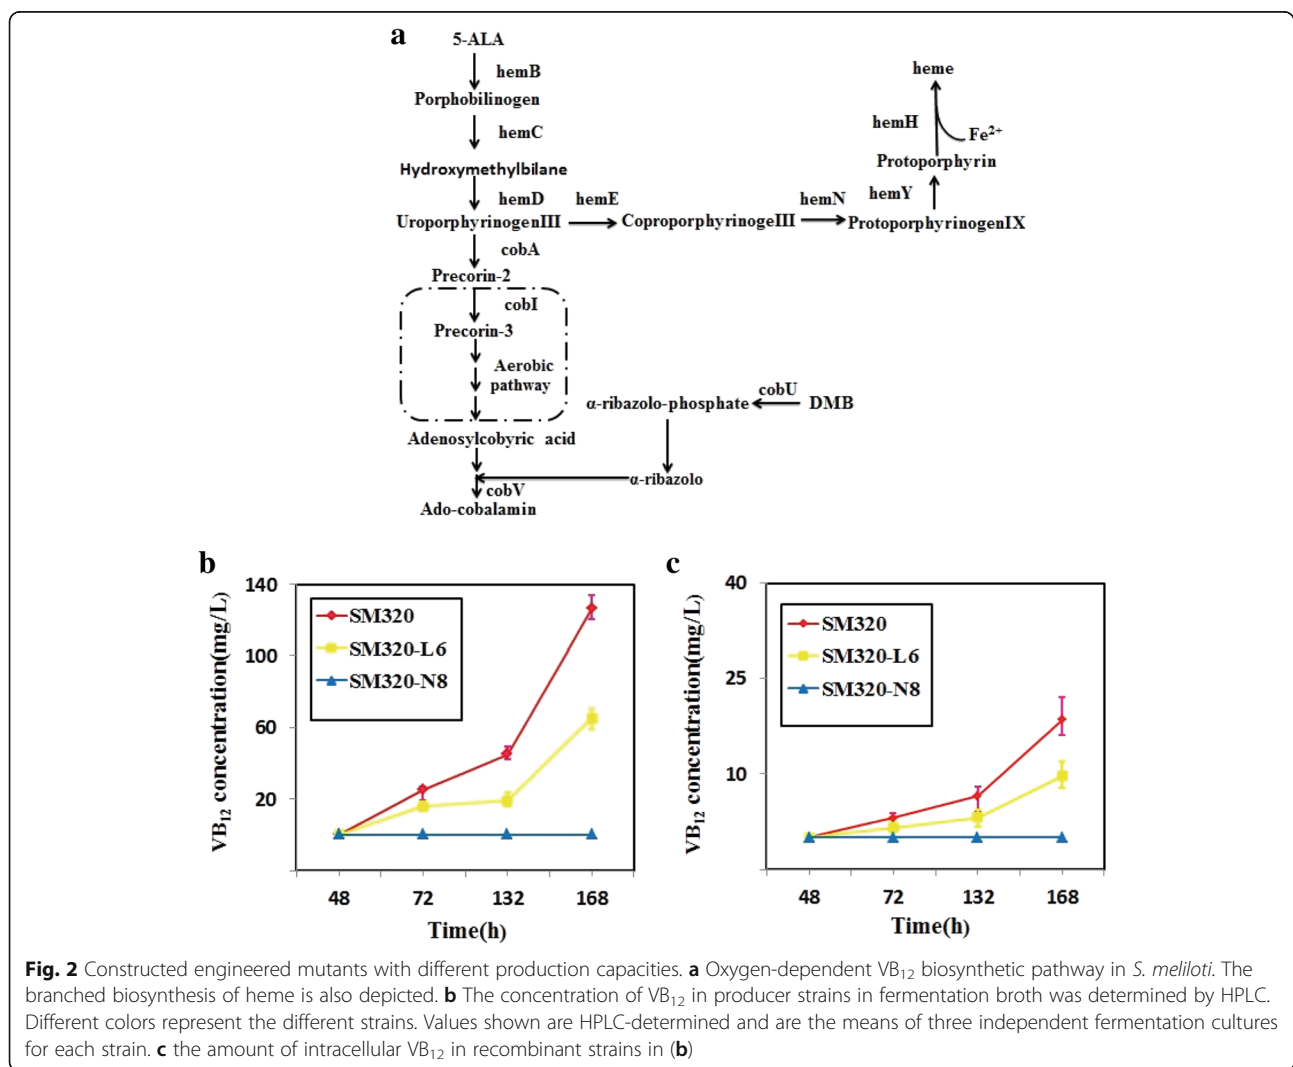 a
5-ALA
hemB
Porphobilinogen
hemC
Hydroxymethylbilane
hemD
hemE
UroporphyrinogenIII
CoproporphyrinogeIII
hemN
ProtoporphyrinogenIX
hemY
Protoporphyrin
hemH
Fe²⁺
heme
cobA
Precorin-2
cobI
Precorin-3
Aerobic
pathway
α-ribazolo-phosphate
cobU
DMB
Adenosylcobyric acid
α-ribazolo
cobV
Ado-cobalamin
b
VB₁₂ concentration(mg/L)
140
100
60
20
SM320
SM320-L6
SM320-N8
48 72 132 168
Time(h)
c
VB₁₂ concentration(mg/L)
40
25
10
SM320
SM320-L6
SM320-N8
48 72 132 168
Time(h)
Fig. 2 Constructed engineered mutants with different production capacities. a Oxygen-dependent VB₁₂ biosynthetic pathway in S. meliloti. The
branched biosynthesis of heme is also depicted. b The concentration of VB₁₂ in producer strains in fermentation broth was determined by HPLC.
Different colors represent the different strains. Values shown are HPLC-determined and are the means of three independent fermentation cultures
for each strain. c the amount of intracellular VB₁₂ in recombinant strains in (b)